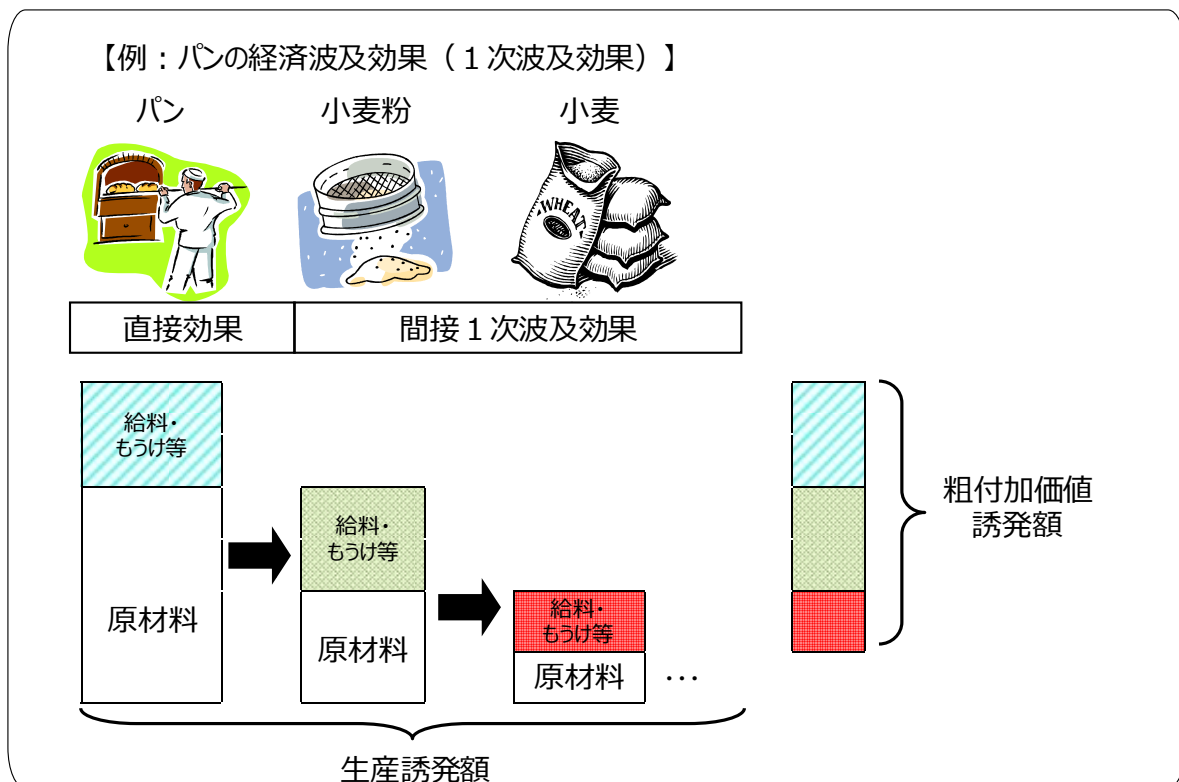 【例：パンの経済波及効果（１次波及効果）】
パン
小麦粉
小麦
WHEAT
直接効果
間接１次波及効果
給料・
もうけ等
原材料
給料・
もうけ等
原材料
給料・
もうけ等
原材料
…
粗付加価値
誘発額
生産誘発額